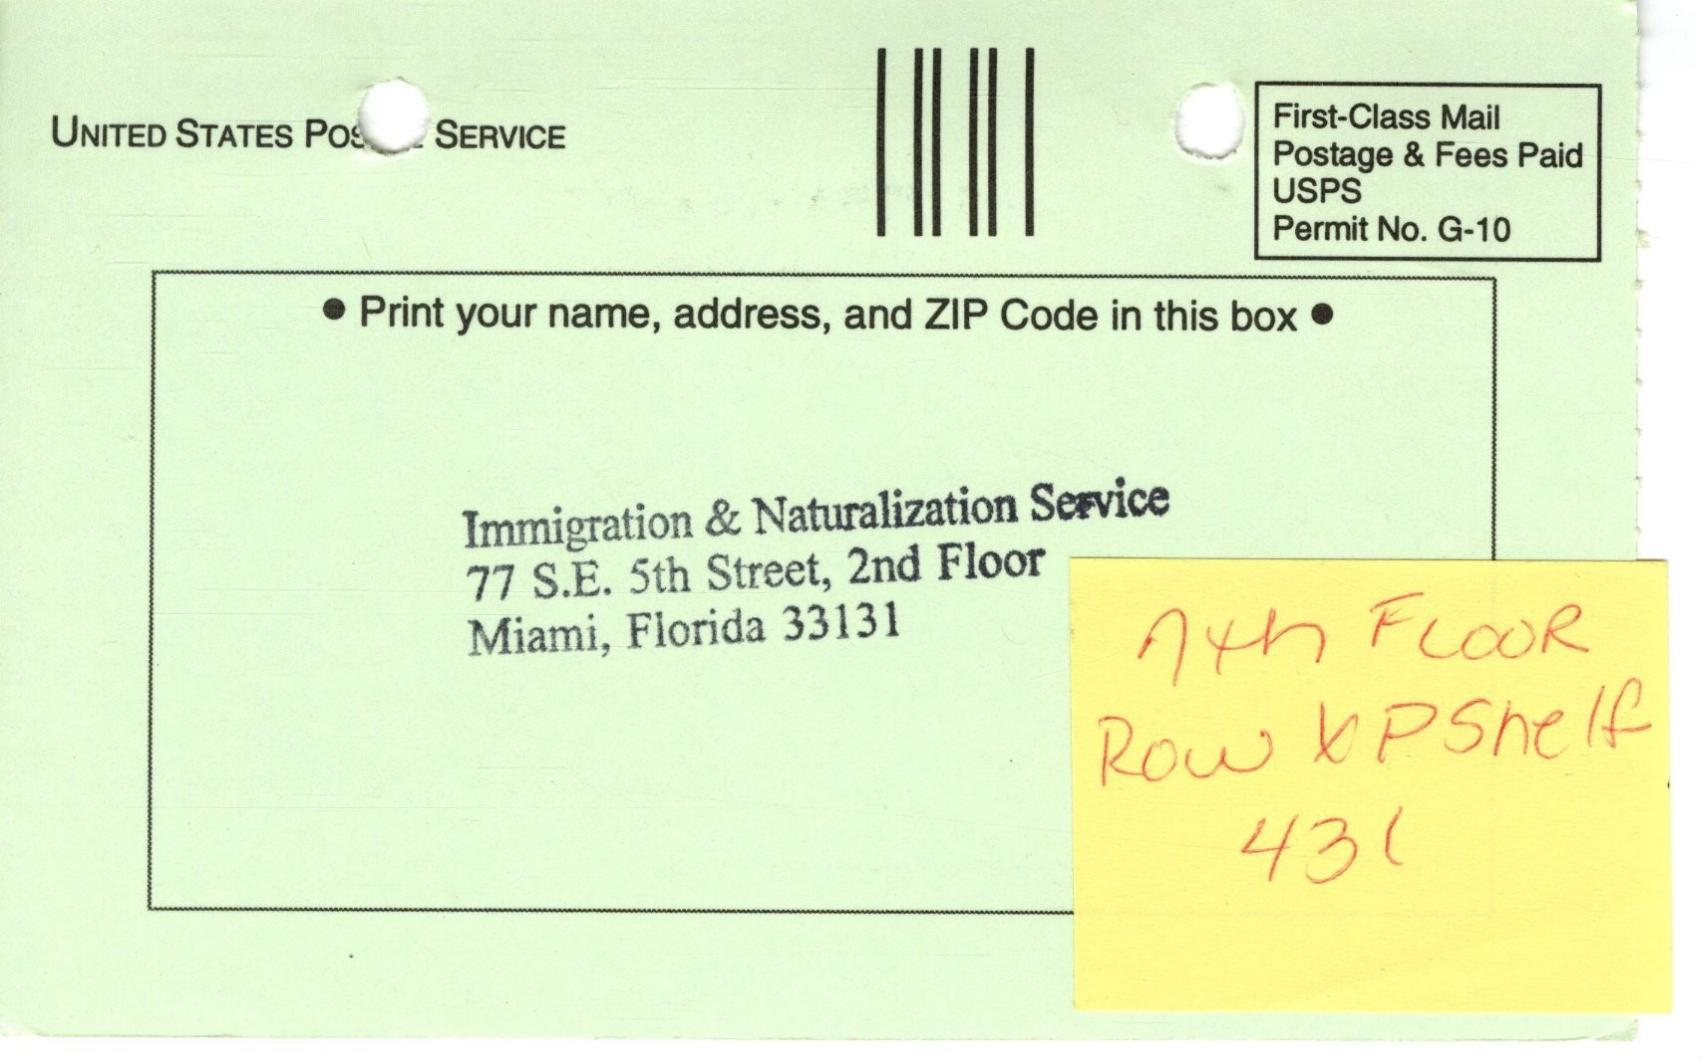 UNITED STATES POS SERVICE
First-Class Mail
Postage & Fees Paid
USPS
Permit No. G-10
● Print your name, address, and ZIP Code in this box ●
Immigration & Naturalization Service
77 S.E. 5th Street, 2nd Floor
Miami, Florida 33131
7th FLOOR
Row XP Shelf
431